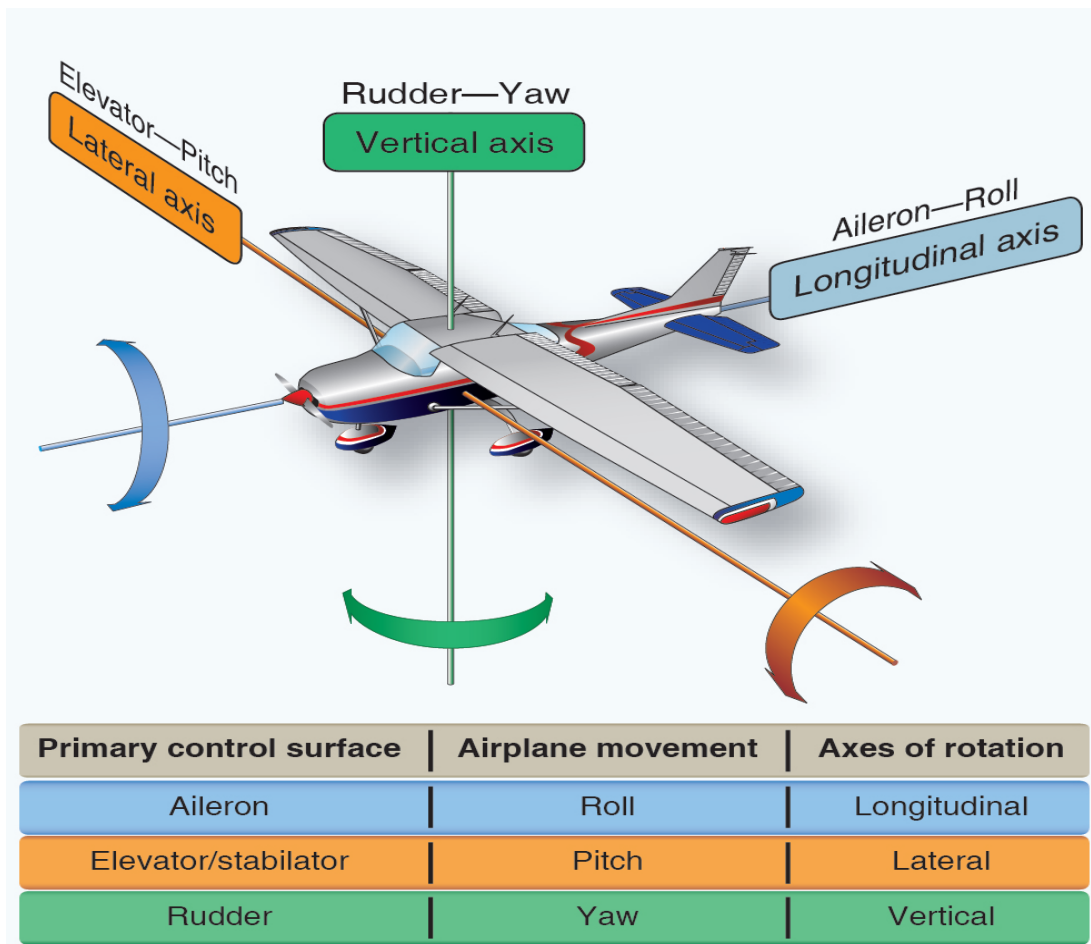 Elevator—Pitch
Lateral axis
Rudder—Yaw
Vertical axis
Aileron—Roll
Longitudinal axis
Primary control surface | Airplane movement | Axes of rotation
Aileron | Roll | Longitudinal
Elevator/stabilator | Pitch | Lateral
Rudder | Yaw | Vertical